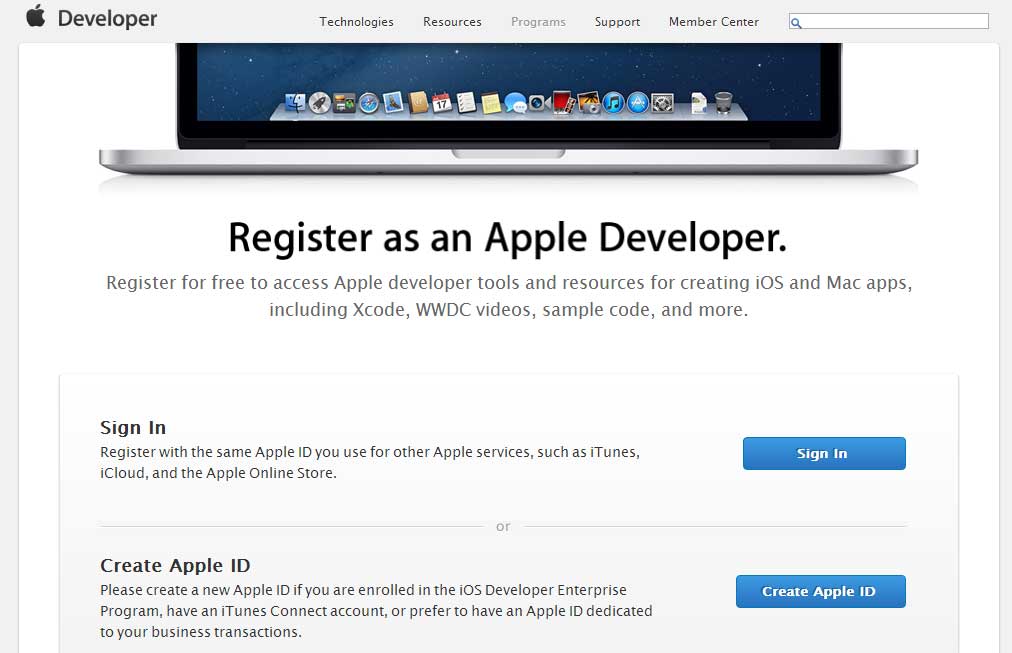 Developer
Technologies Resources Programs Support Member Center
17
Register as an Apple Developer.
Register for free to access Apple developer tools and resources for creating iOS and Mac apps,
including Xcode, WWDC videos, sample code, and more.
Sign In
Register with the same Apple ID you use for other Apple services, such as iTunes,
iCloud, and the Apple Online Store.
Sign In
or
Create Apple ID
Please create a new Apple ID if you are enrolled in the iOS Developer Enterprise
Program, have an iTunes Connect account, or prefer to have an Apple ID dedicated
to your business transactions.
Create Apple ID